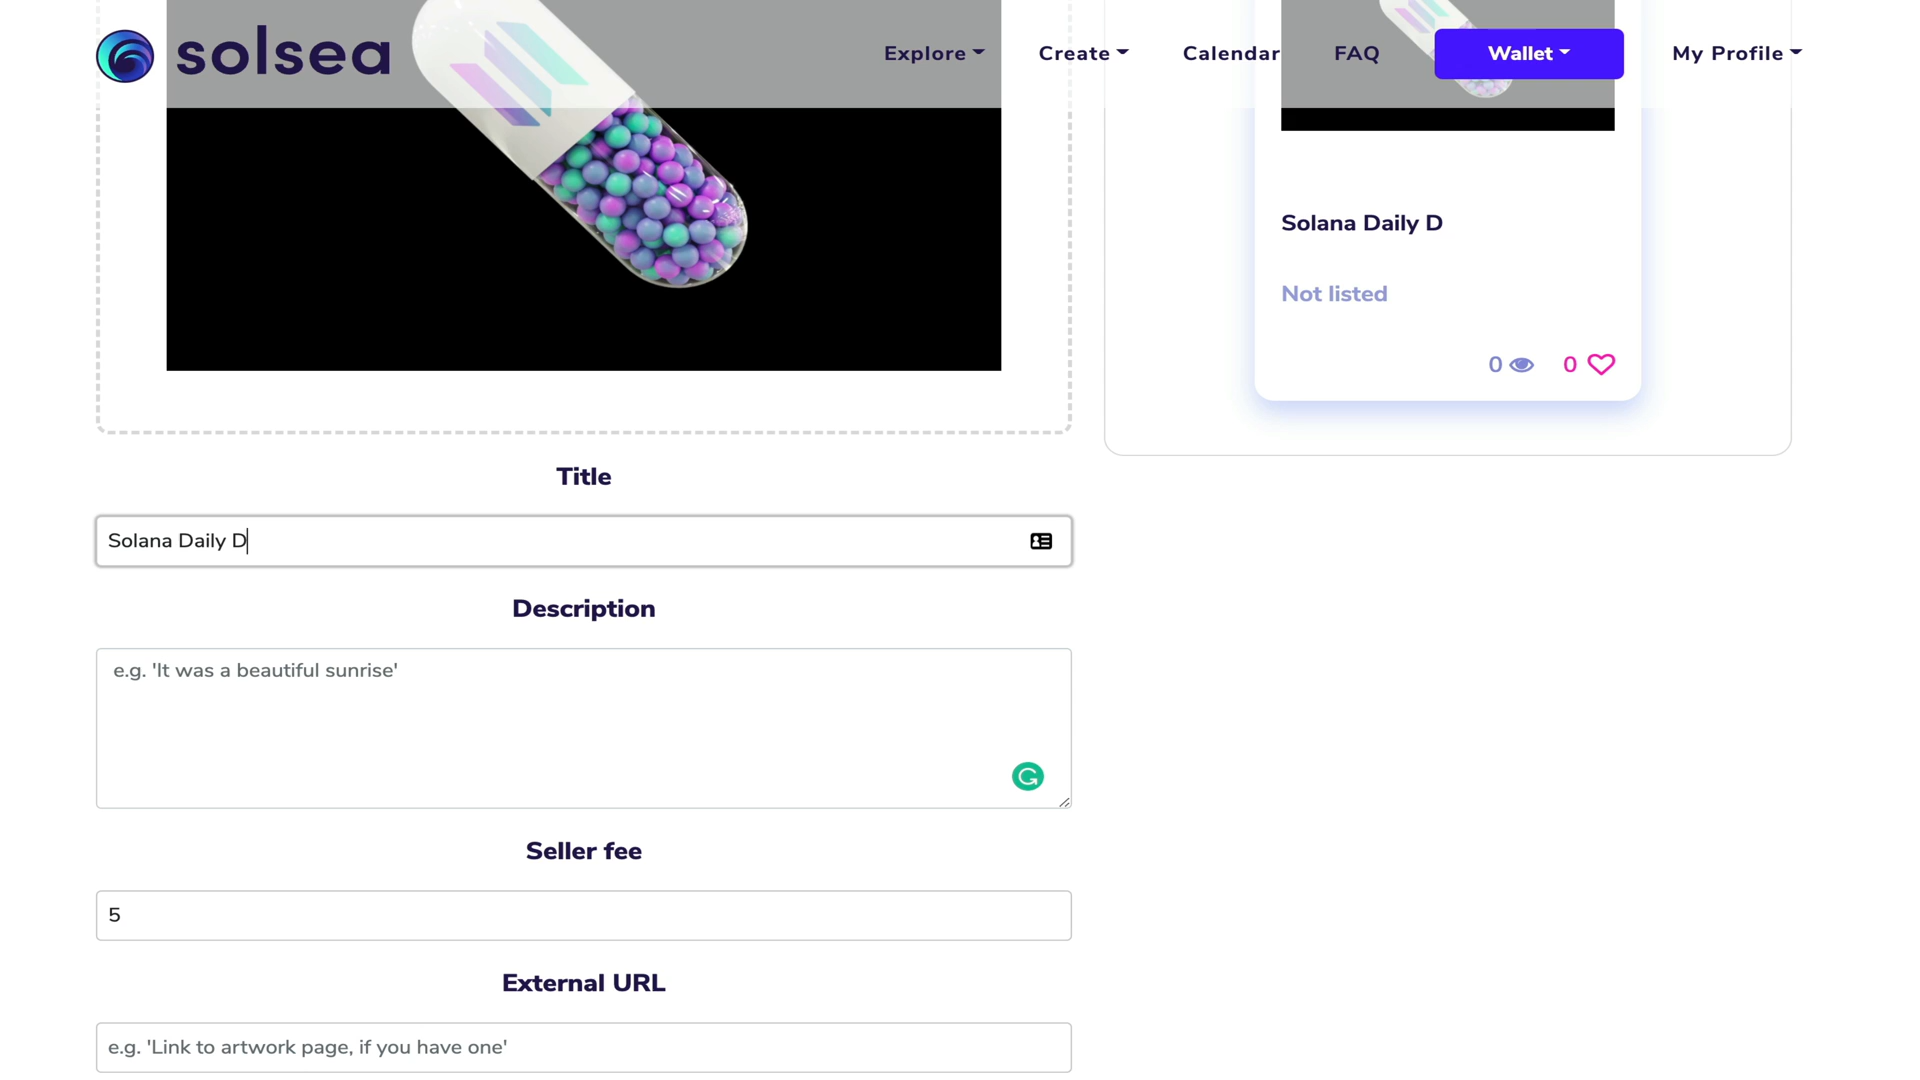 solsea
Explore
Create
Calendar
FAQ
Wallet
My Profile
Solana Daily D
Not listed
0
0
Title
Solana Daily D
Description
e.g. 'It was a beautiful sunrise'
Seller fee
5
External URL
e.g. 'Link to artwork page, if you have one'